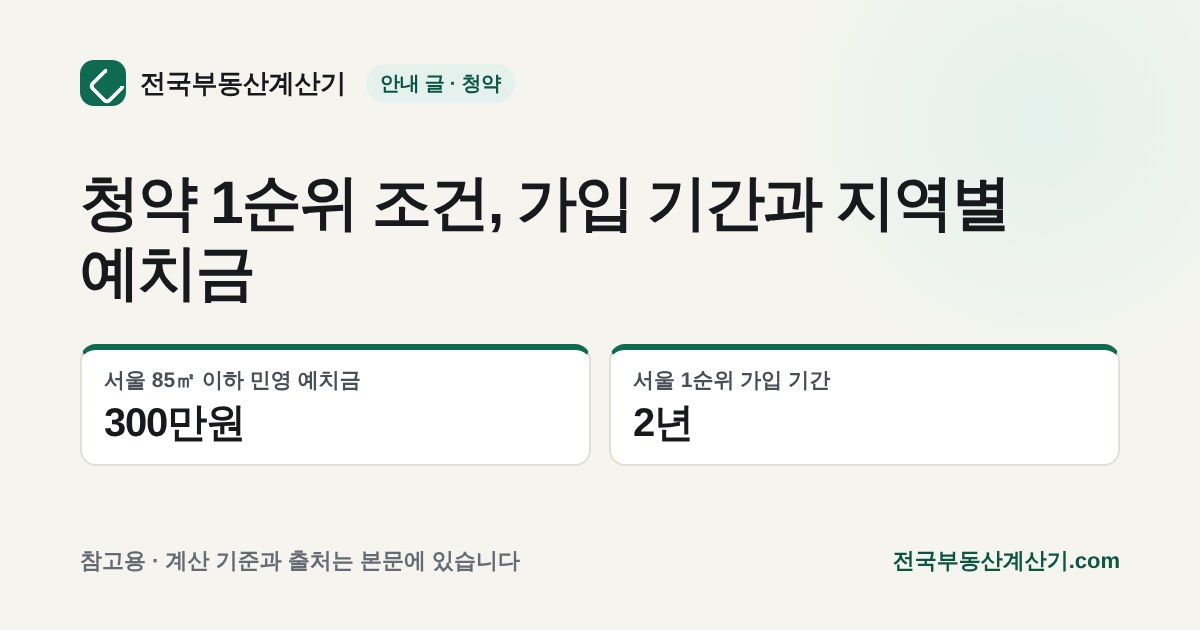 전국부동산계산기
안내 글 · 청약
청약 1순위 조건, 가입 기간과 지역별
예치금
서울 85㎡ 이하 민영 예치금
300만원
서울 1순위 가입 기간
2년
참고용 · 계산 기준과 출처는 본문에 있습니다
전국부동산계산기.com